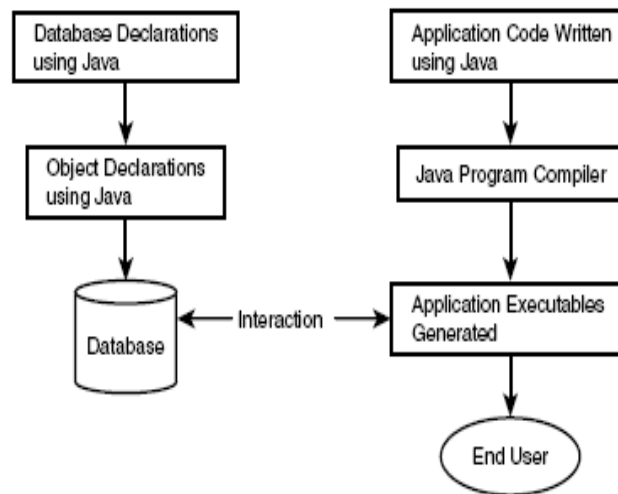 Database Declarations
using Java
Application Code Written
using Java
Object Declarations
using Java
Java Program Compiler
Database
Interaction
Application Executables
Generated
End User